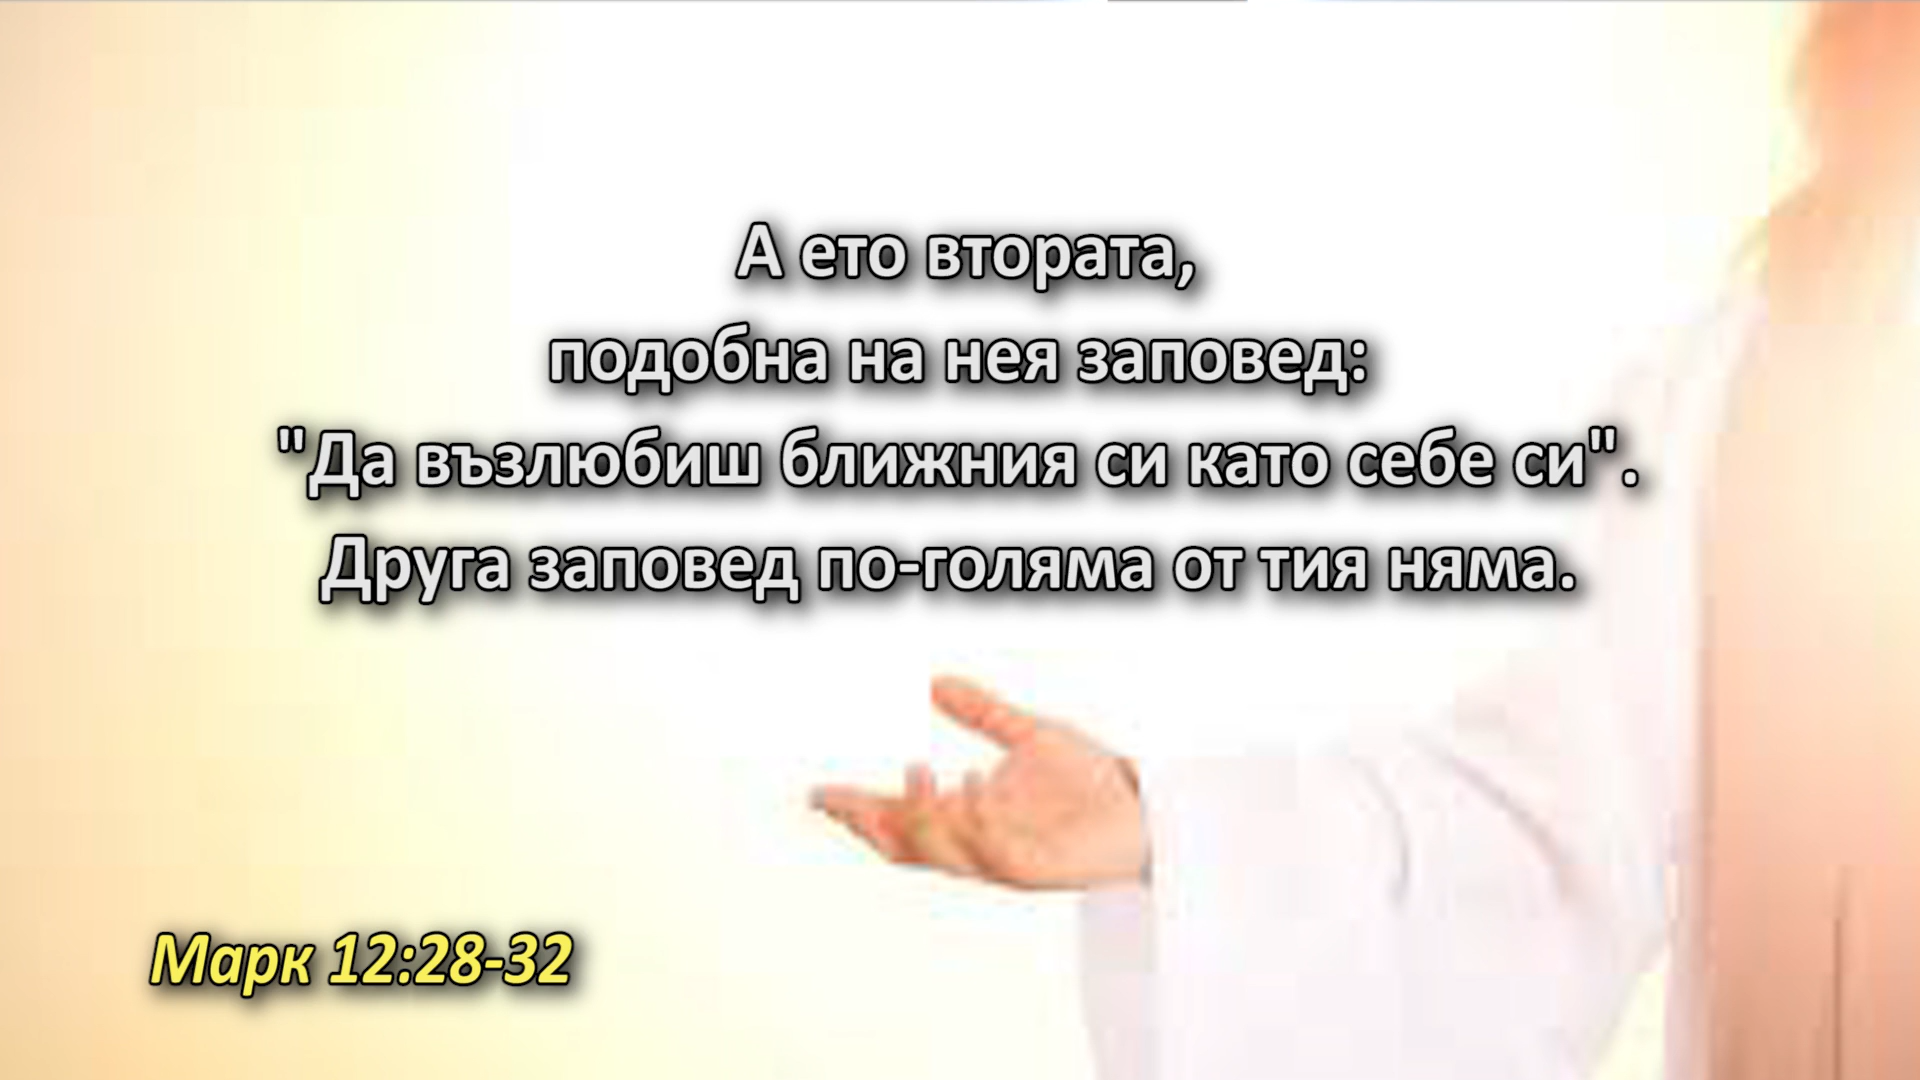 А ето втората,
подобна на нея заповед:
"Да възлюбиш ближния си като себе си".
Друга заповед по-голяма от тия няма.
Марк 12:28-32